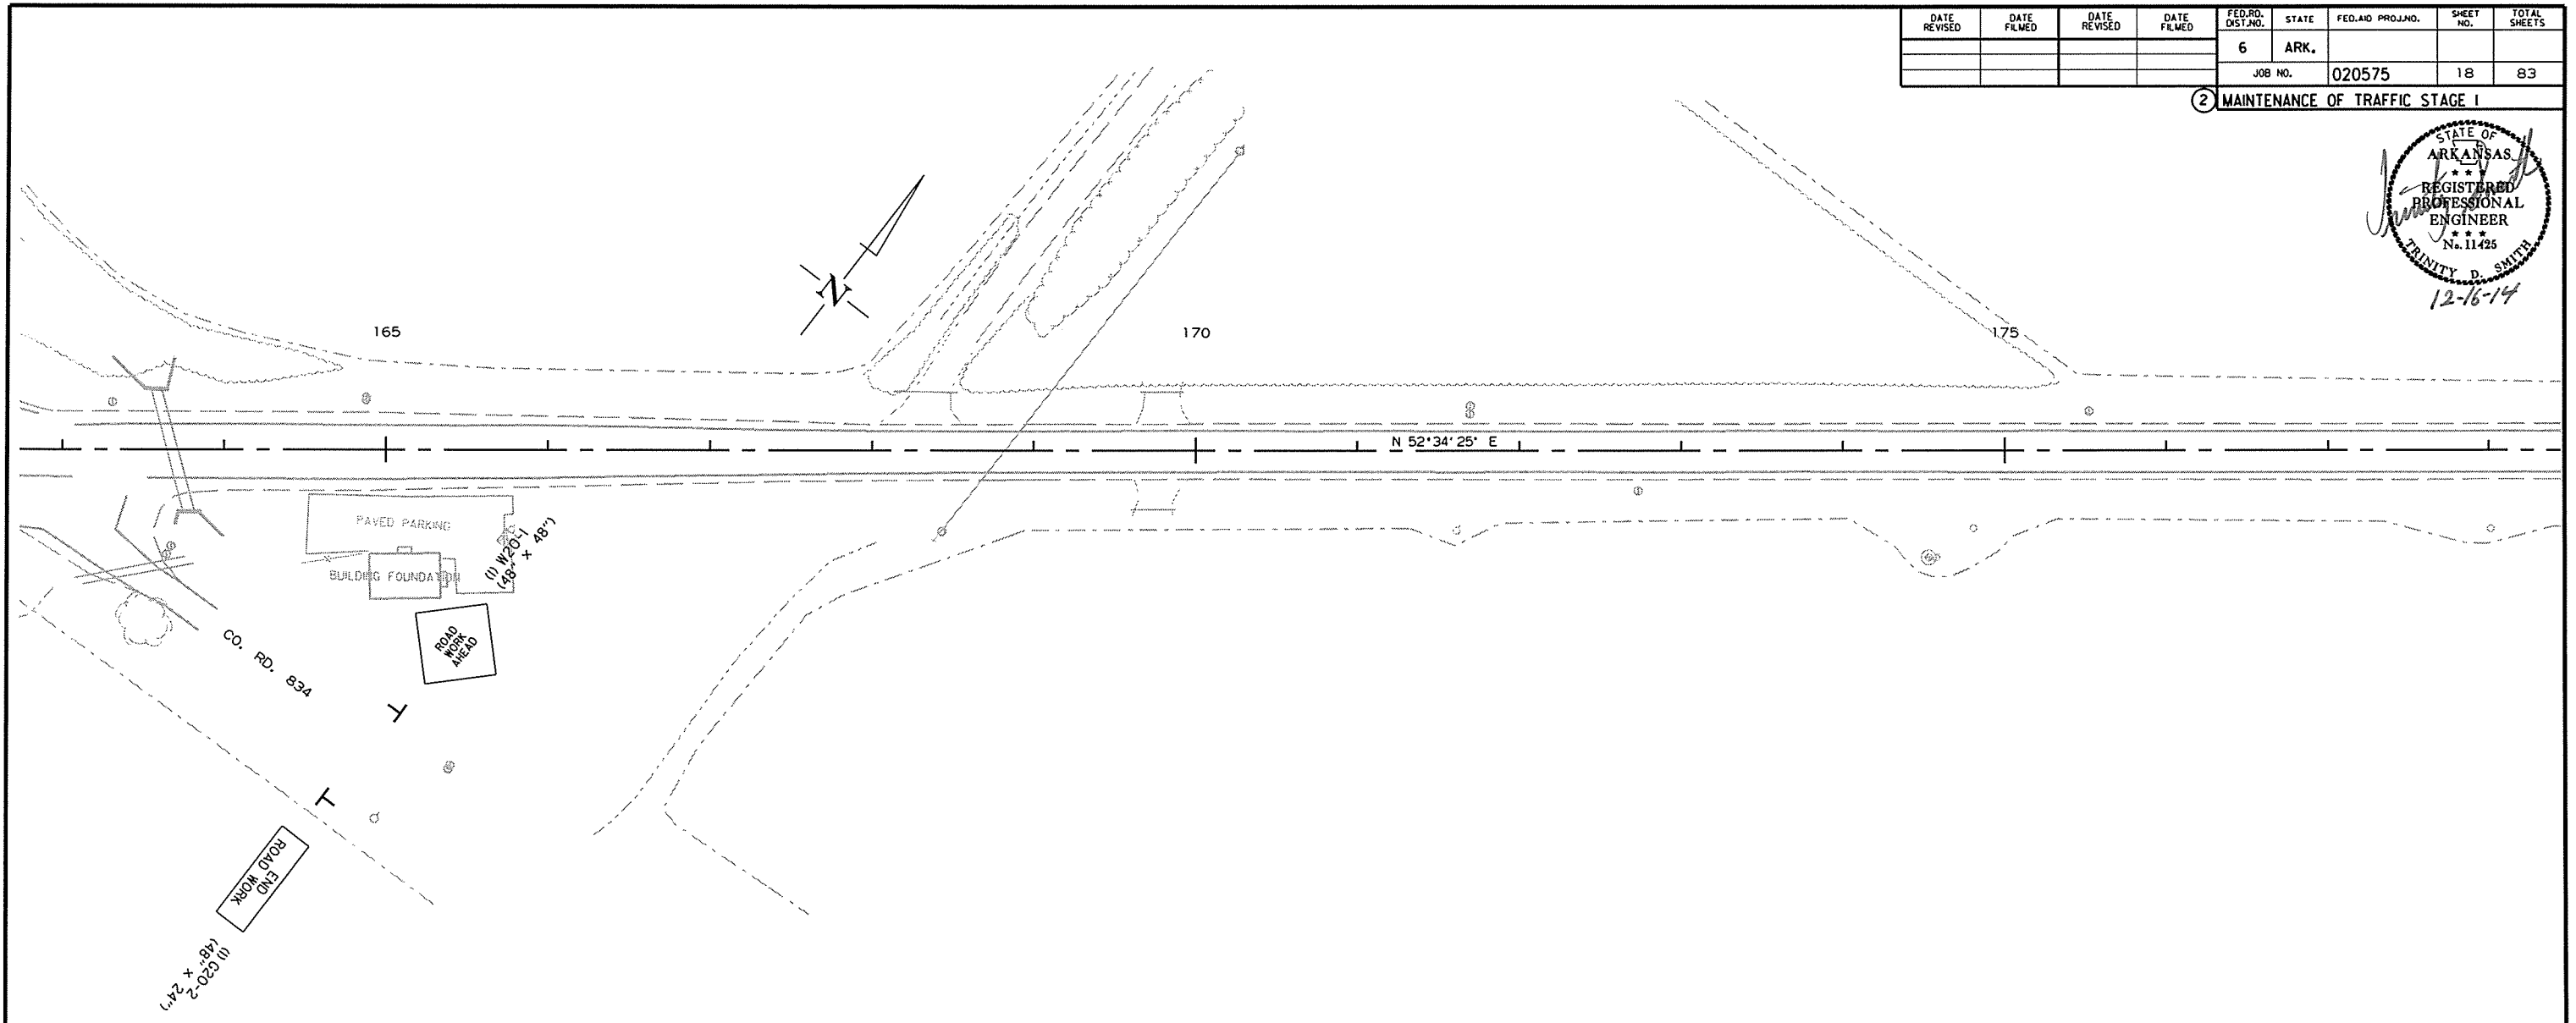 DATE REVISED
DATE FILMED
DATE REVISED
DATE FILMED
FED.RD. DIST.NO.
STATE
FED.AID PROJ.NO.
SHEET NO.
TOTAL SHEETS
6
ARK.
JOB NO.
020575
18
83
2
MAINTENANCE OF TRAFFIC STAGE 1
STATE OF
ARKANSAS
REGISTERED
PROFESSIONAL
ENGINEER
No. 11425
TRINITY D. SMITH
12-16-14
N
165
170
175
N 52°34'25" E
PAVED PARKING
BUILDING FOUNDATION
(1) W20-1
(48" X 48")
ROAD
WORK
AHEAD
CO. RD. 834
END
ROAD WORK
(1) G20-2
(48" X 24")